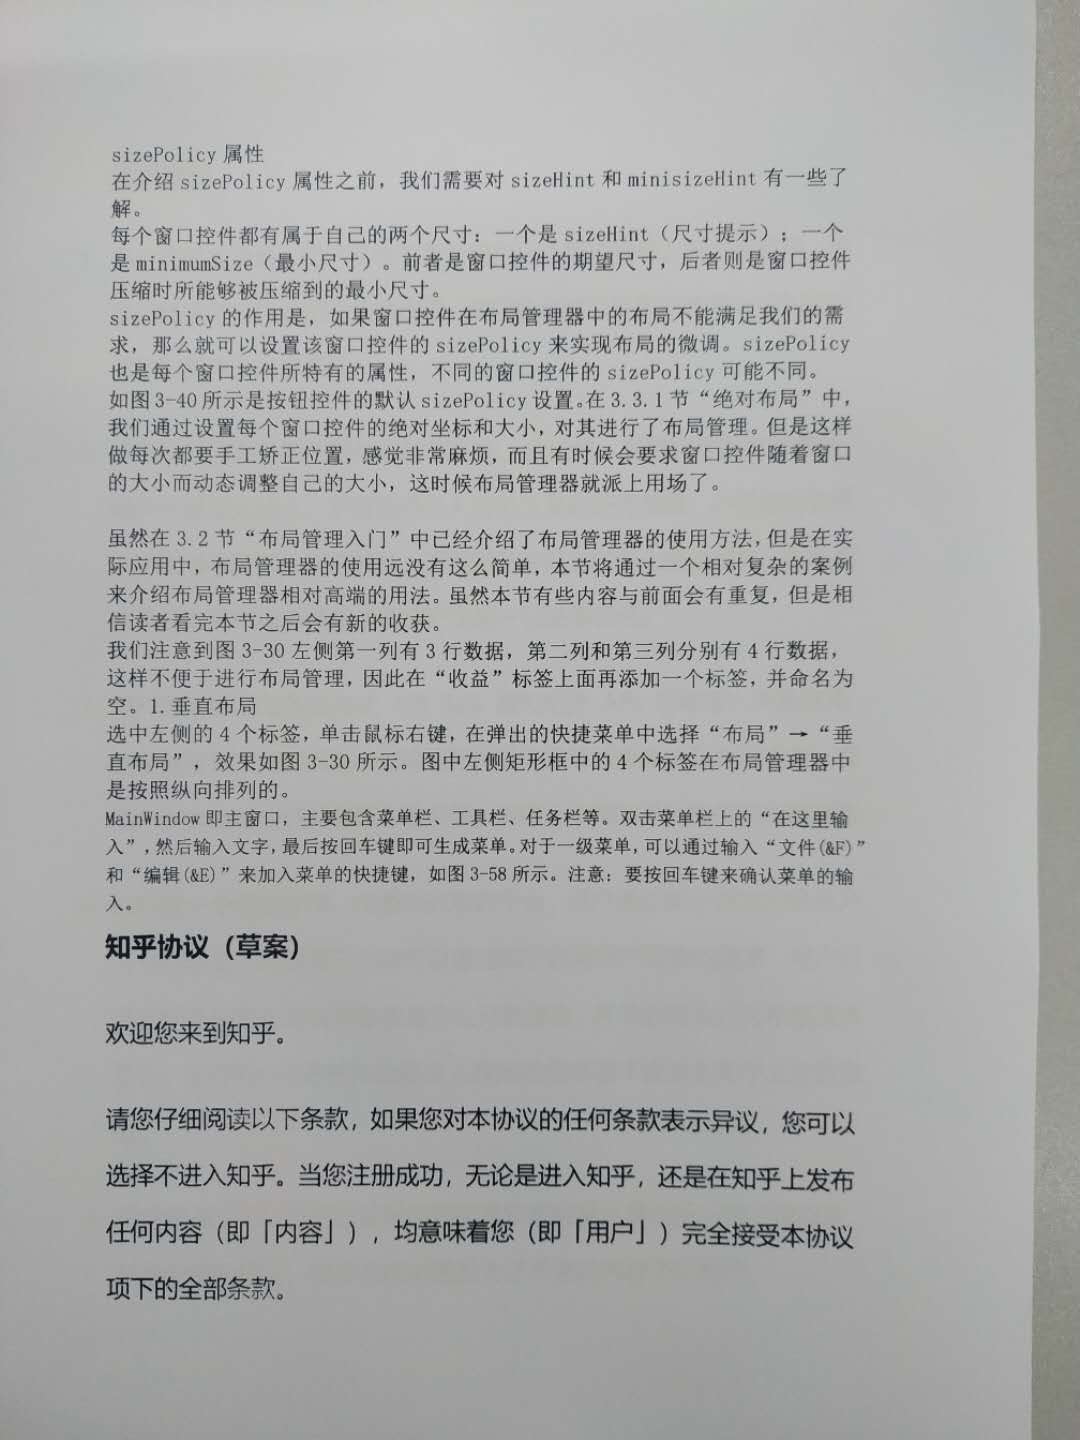 sizePolicy 属性
在介绍 sizePolicy 属性之前，我们需要对 sizeHint 和 minisizeHint 有一些了
解。
每个窗口控件都有属于自己的两个尺寸：一个是 sizeHint（尺寸提示）；一个
是 minimumSize（最小尺寸）。前者是窗口控件的期望尺寸，后者则是窗口控件
压缩时所能够被压缩到的最小尺寸。
sizePolicy 的作用是，如果窗口控件在布局管理器中的布局不能满足我们的需
求，那么就可以设置该窗口控件的 sizePolicy 来实现布局的微调。sizePolicy
也是每个窗口控件所特有的属性，不同的窗口控件的 sizePolicy 可能不同。
如图 3-40 所示是按钮控件的默认 sizePolicy 设置。在 3.3.1 节“绝对布局”中，
我们通过设置每个窗口控件的绝对坐标和大小，对其进行了布局管理。但是这样
做每次都要手工矫正位置，感觉非常麻烦，而且有时候会要求窗口控件随着窗口
的大小而动态调整自己的大小，这时候布局管理器就派上用场了。
虽然在 3.2 节“布局管理入门”中已经介绍了布局管理器的使用方法，但是在实
际应用中，布局管理器的使用远没有这么简单，本节将通过一个相对复杂的案例
来介绍布局管理器相对高端的用法。虽然本节有些内容与前面会有重复，但是相
信读者看完本节之后会有新的收获。
我们注意到图 3-30 左侧第一列有 3 行数据，第二列和第三列分别有 4 行数据，
这样不便于进行布局管理，因此在“收益”标签上面再添加一个标签，并命名为
空。1.垂直布局
选中左侧的 4 个标签，单击鼠标右键，在弹出的快捷菜单中选择“布局”→“垂
直布局”，效果如图 3-30 所示。图中左侧矩形框中的 4 个标签在布局管理器中
是按照纵向排列的。
MainWindow 即主窗口，主要包含菜单栏、工具栏、任务栏等。双击菜单栏上的“在这里输
入”，然后输入文字，最后按回车键即可生成菜单。对于一级菜单，可以通过输入“文件(&F)”
和“编辑(&E)”来加入菜单的快捷键，如图 3-58 所示。注意：要按回车键来确认菜单的输
入。
知乎协议（草案）
欢迎您来到知乎。
请您仔细阅读以下条款，如果您对本协议的任何条款表示异议，您可以
选择不进入知乎。当您注册成功，无论是进入知乎，还是在知乎上发布
任何内容（即「内容」），均意味着您（即「用户」）完全接受本协议
项下的全部条款。